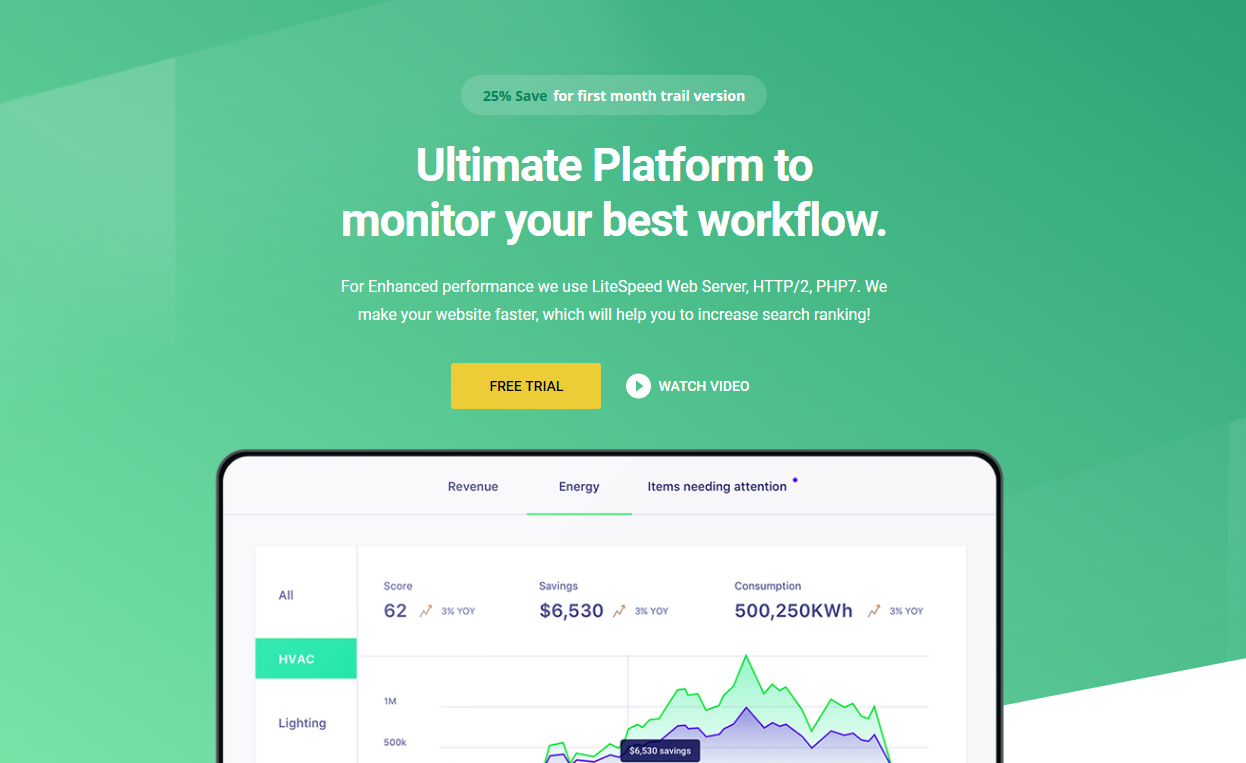 25% Save for first month trail version
Ultimate Platform to
monitor your best workflow.
For Enhanced performance we use LiteSpeed Web Server, HTTP/2, PHP7. We
make your website faster, which will help you to increase search ranking!
FREE TRIAL WATCH VIDEO
Revenue Energy Items needing attention
Score Savings Consumption
62 3% YOY $6,530 3% YOY 500,250KWh 3% YOY
All
HVAC
Lighting
1M
500k
$6,530 savings